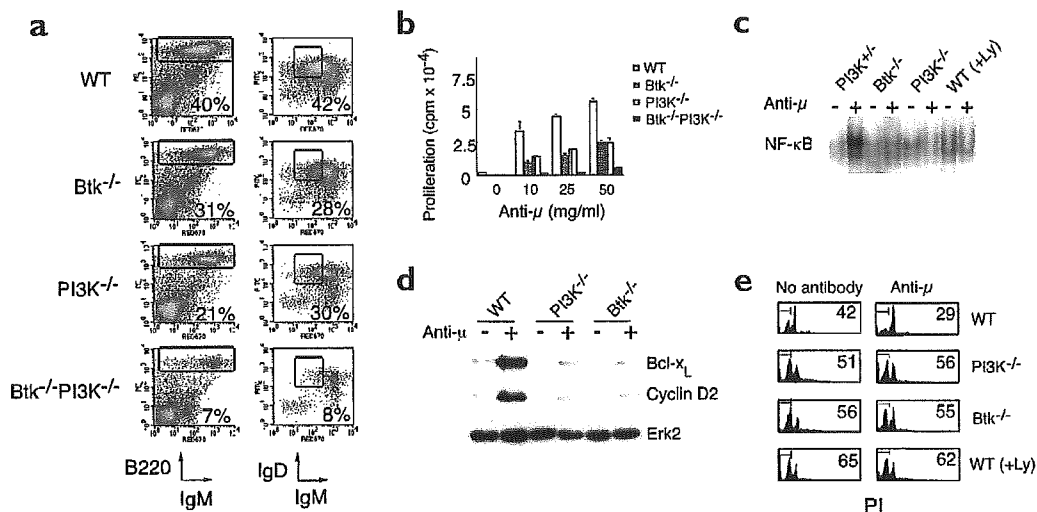 a
WT
40%
42%
Btk-/-
31%
28%
PI3K-/-
21%
30%
Btk-/-PI3K-/-
7%
8%
B220
IgM
IgD
IgM
b
Proliferation (cpm x 10-4)
7.5
5
2.5
0
0 10 25 50
Anti-μ (mg/ml)
WT
Btk-/-
PI3K-/-
Btk-/-PI3K-/-
c
PI3K+/- Btk-/- PI3K-/- WT (+Ly)
Anti-μ - + - + - + - +
NF-κB
d
WT PI3K-/- Btk-/-
Anti-μ - + - + - +
Bcl-xL
Cyclin D2
Erk2
e
No antibody Anti-μ
42 29 WT
51 56 PI3K-/-
56 55 Btk-/-
65 62 WT (+Ly)
PI